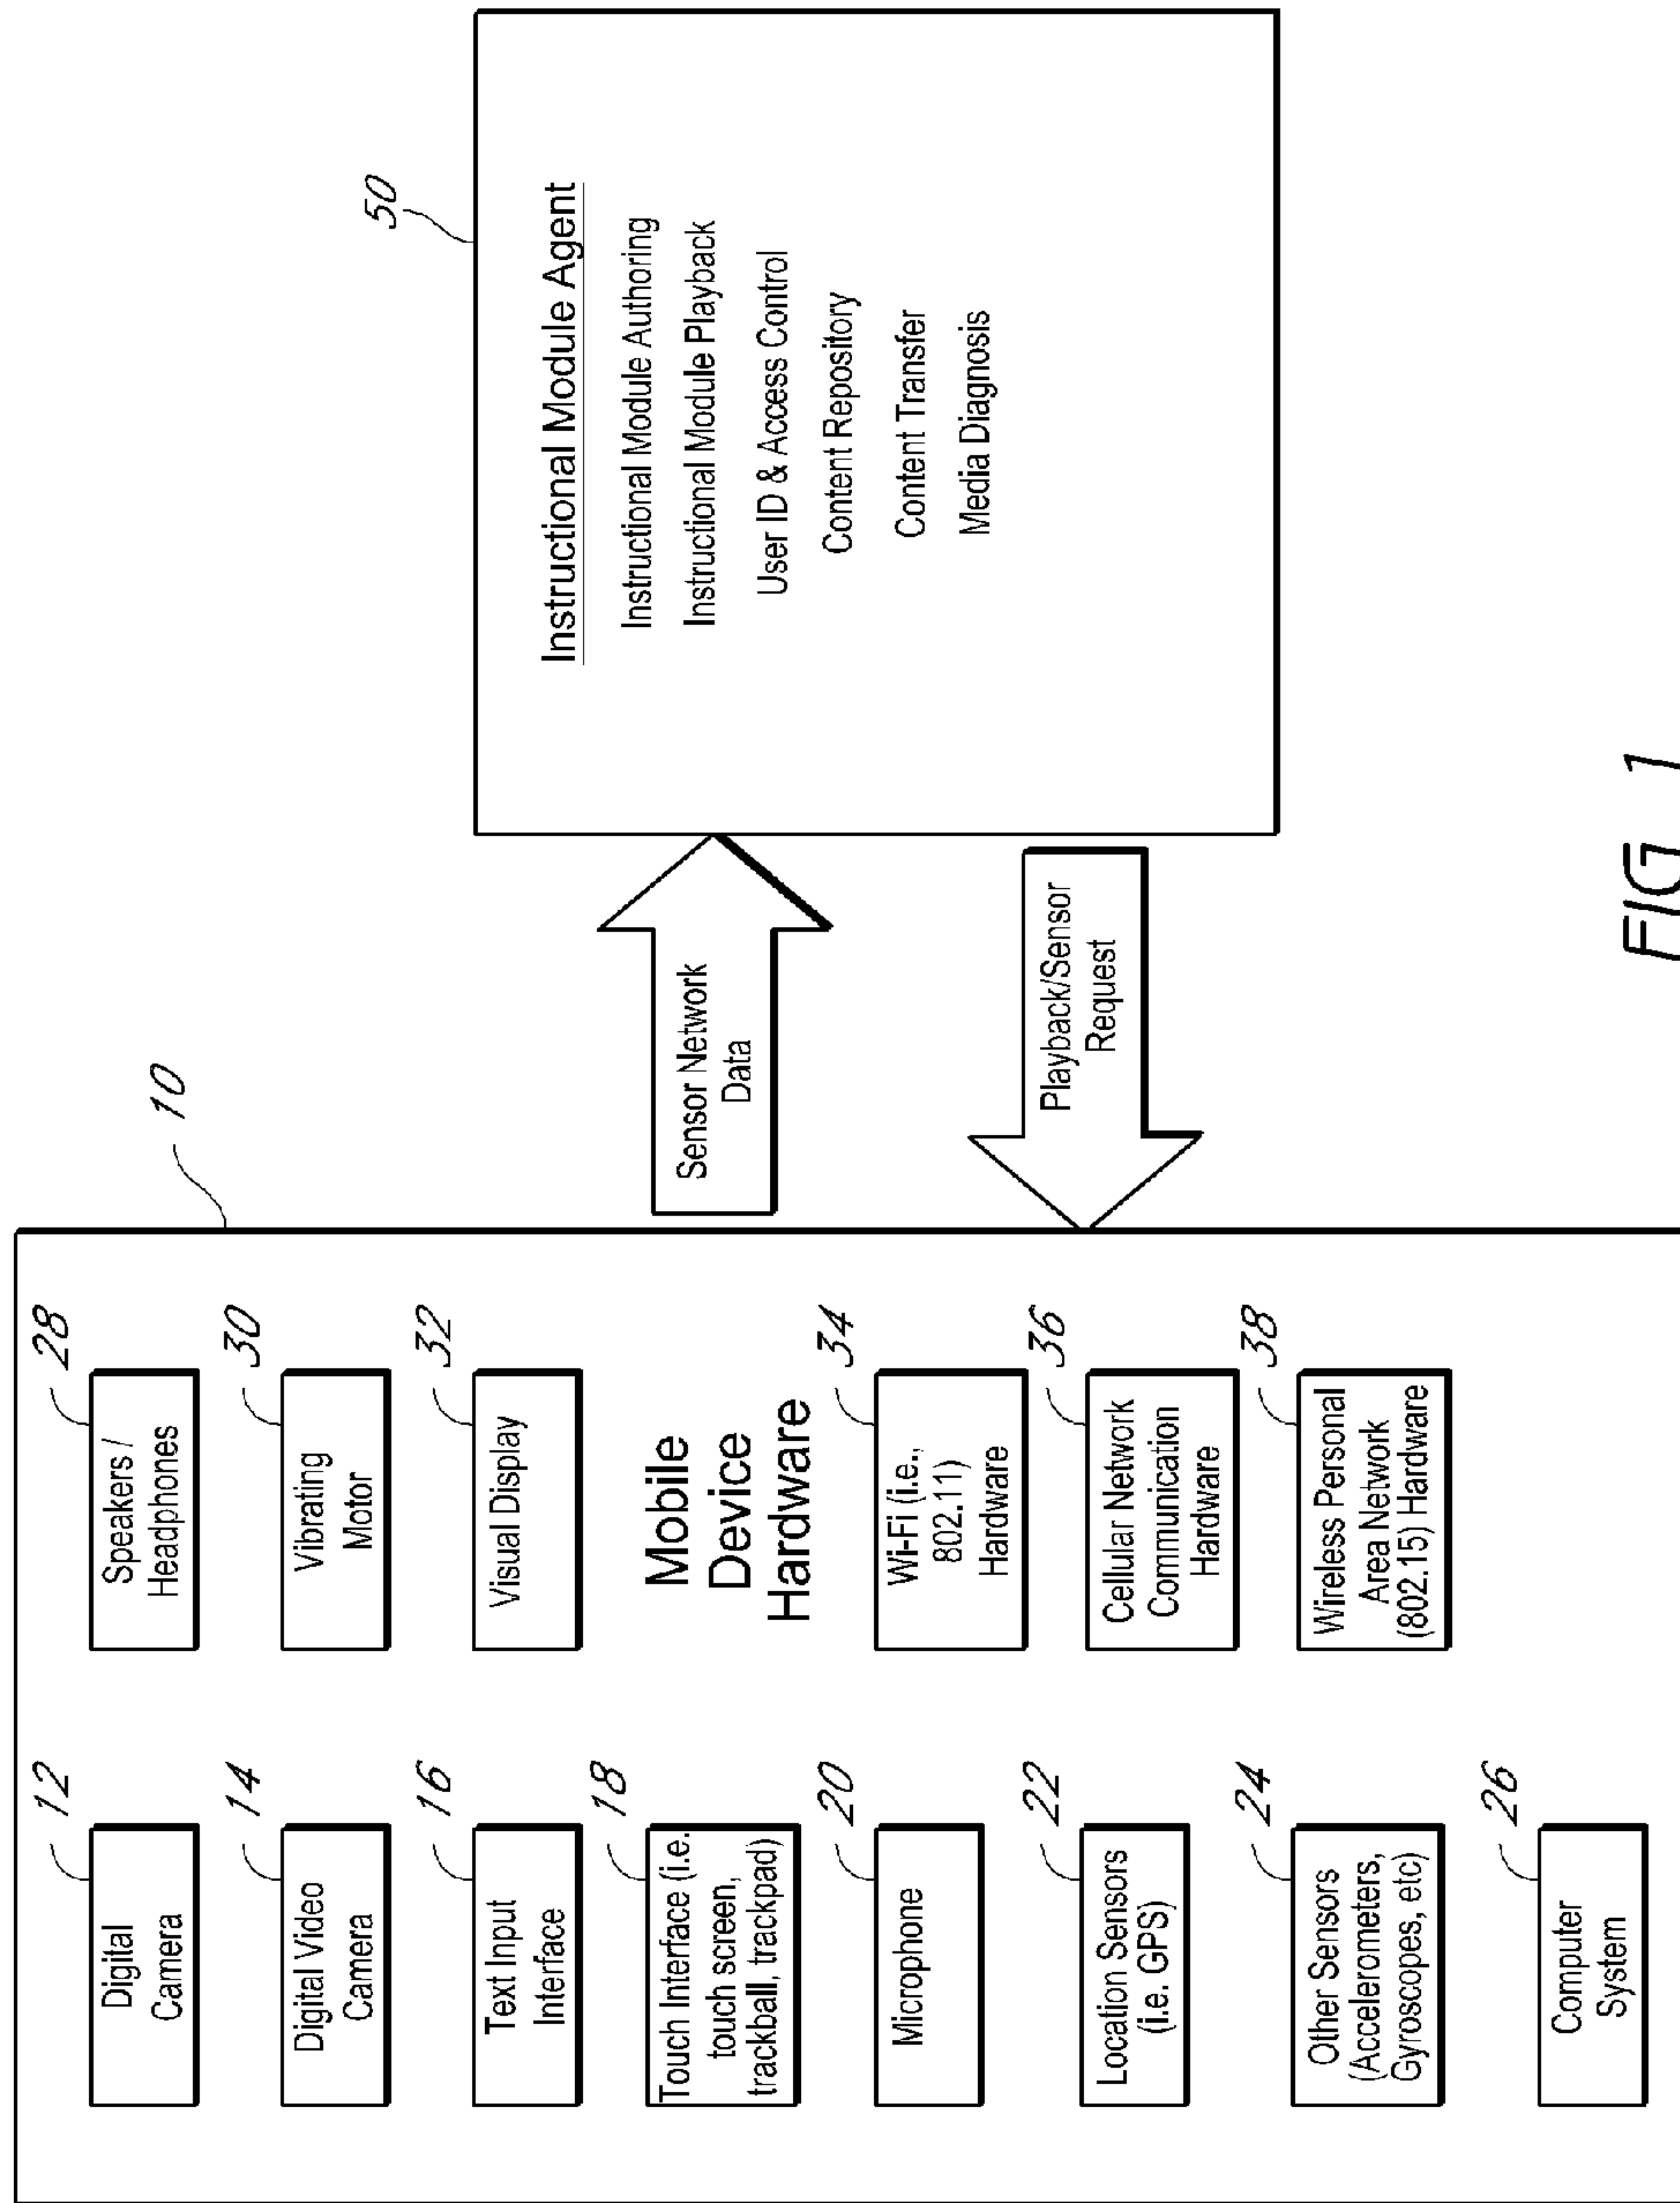 10
12
Digital
Camera
14
Digital Video
Camera
16
Text Input
Interface
18
Touch Interface (i.e.
touch screen,
trackball, trackpad)
20
Microphone
22
Location Sensors
(i.e. GPS)
24
Other Sensors
(Accelerometers,
Gyroscopes, etc)
26
Computer
System
28
Speakers /
Headphones
30
Vibrating
Motor
32
Visual Display
Mobile
Device
Hardware
34
Wi-Fi (i.e.,
802.11)
Hardware
36
Cellular Network
Communication
Hardware
38
Wireless Personal
Area Network
(802.15) Hardware
Sensor Network
Data
Playback/Sensor
Request
50
Instructional Module Agent
Instructional Module Authoring
Instructional Module Playback
User ID & Access Control
Content Repository
Content Transfer
Media Diagnosis
FIG. 1